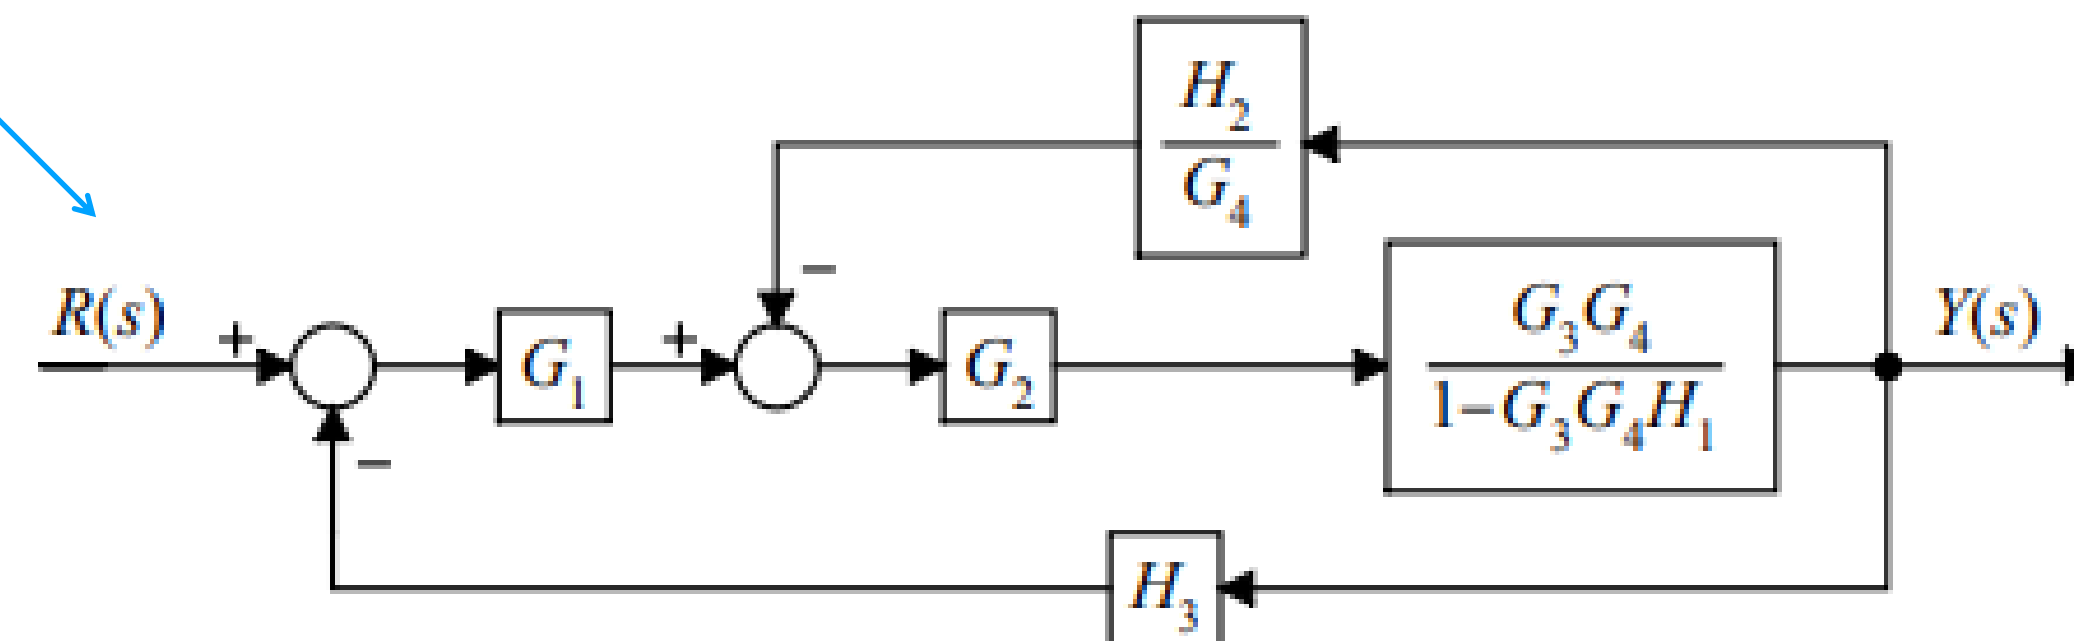 H₂
G₄
R(s)
+
G₁
+
−
G₂
G₃G₄
1−G₃G₄H₁
Y(s)
−
H₃